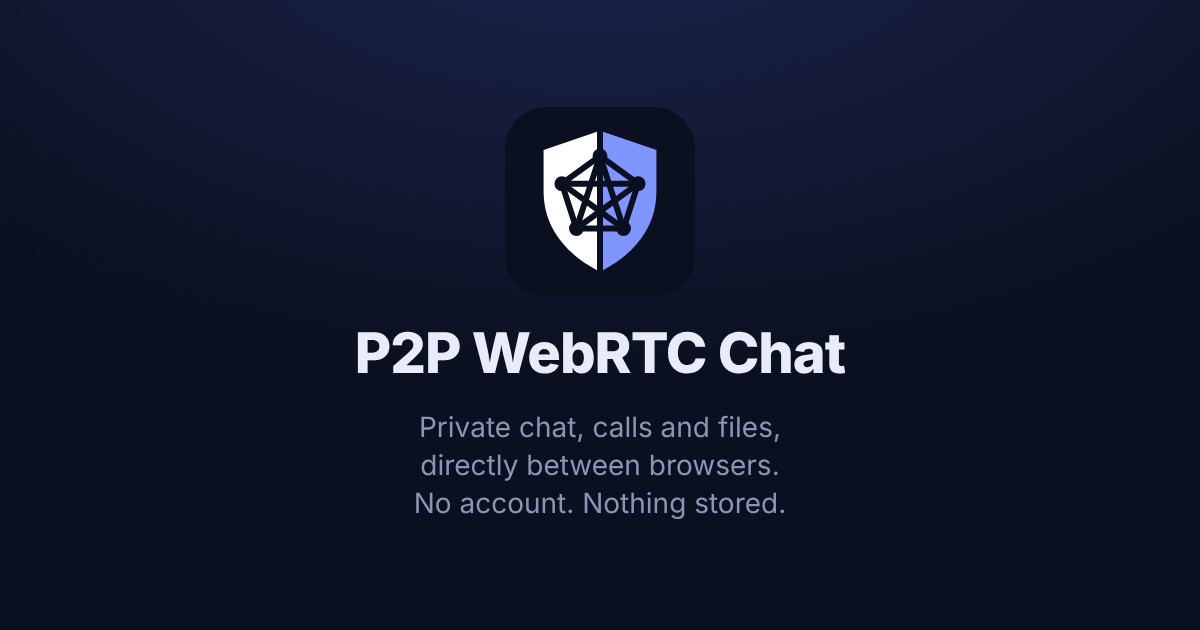 P2P WebRTC Chat
Private chat, calls and files,
directly between browsers.
No account. Nothing stored.